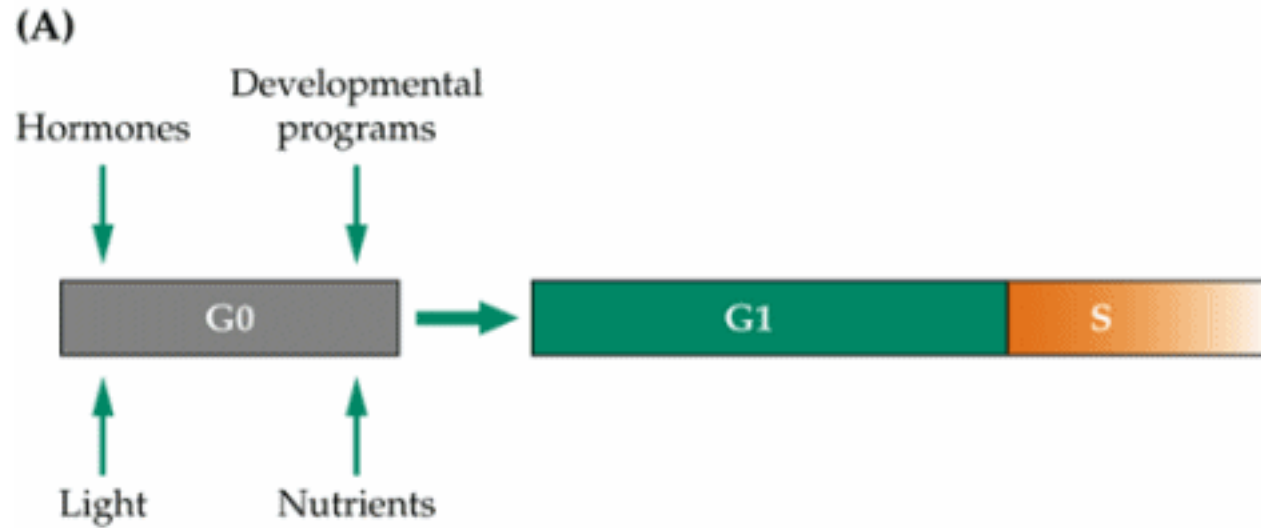 (A)
Developmental
Hormones programs
G0 G1 S
Light Nutrients